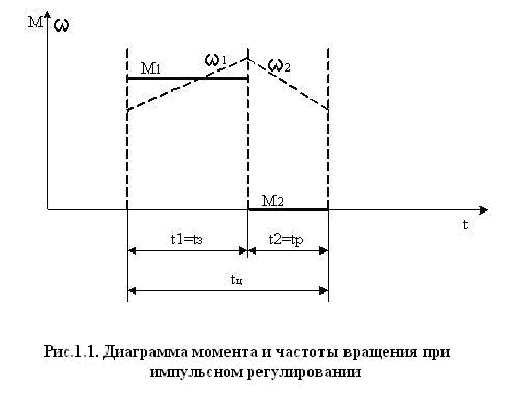 M ω
M1
ω1
ω2
M2
t
t1=tз
t2=tр
tц
Рис.1.1. Диаграмма момента и частоты вращения при
импульсном регулировании